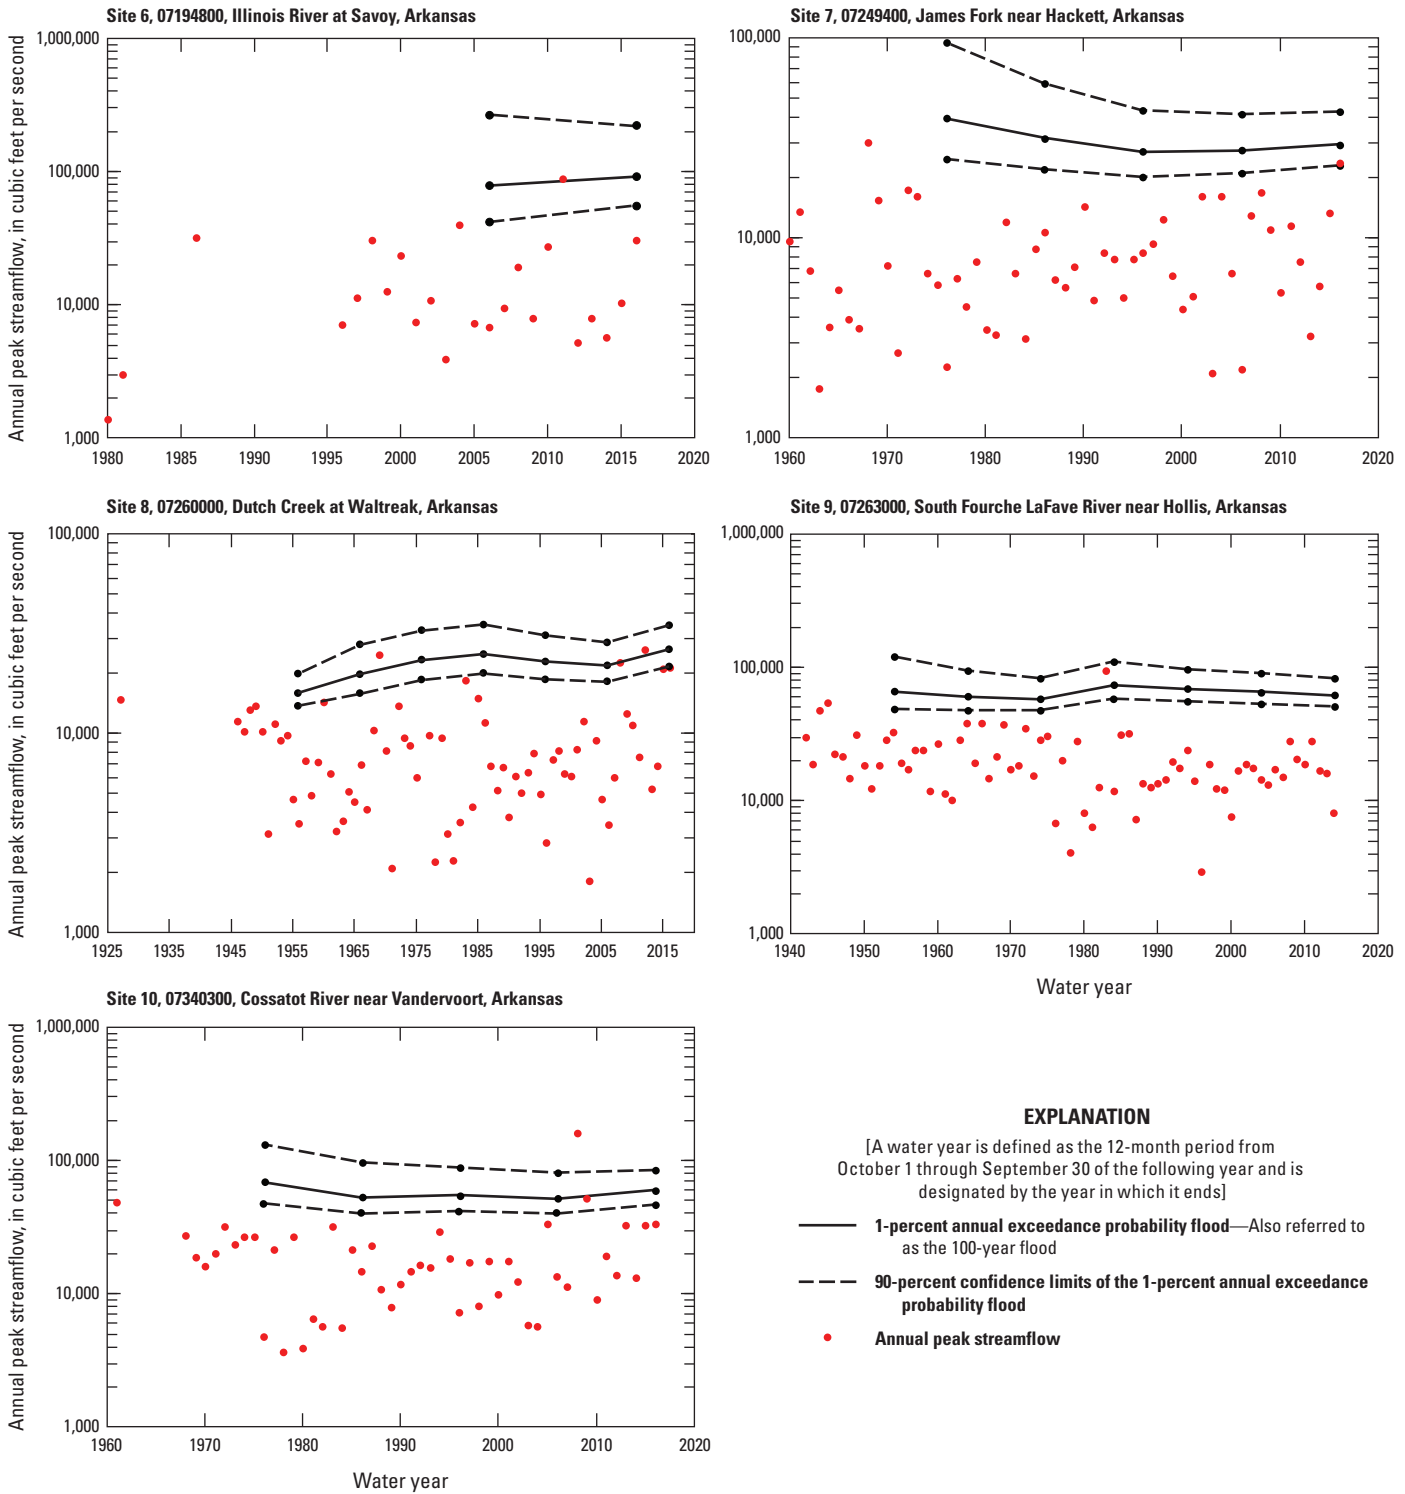 Site 6, 07194800, Illinois River at Savoy, Arkansas
Annual peak streamflow, in cubic feet per second
1,000,000
100,000
10,000
1,000
1980 1985 1990 1995 2000 2005 2010 2015 2020
Site 7, 07249400, James Fork near Hackett, Arkansas
100,000
10,000
1,000
1960 1970 1980 1990 2000 2010 2020
Site 8, 07260000, Dutch Creek at Waltreak, Arkansas
Annual peak streamflow, in cubic feet per second
100,000
10,000
1,000
1925 1935 1945 1955 1965 1975 1985 1995 2005 2015
Site 9, 07263000, South Fourche LaFave River near Hollis, Arkansas
1,000,000
100,000
10,000
1,000
1940 1950 1960 1970 1980 1990 2000 2010 2020
Water year
Site 10, 07340300, Cossatot River near Vandervoort, Arkansas
Annual peak streamflow, in cubic feet per second
1,000,000
100,000
10,000
1,000
1960 1970 1980 1990 2000 2010 2020
Water year
EXPLANATION
[A water year is defined as the 12-month period from
October 1 through September 30 of the following year and is
designated by the year in which it ends]
1-percent annual exceedance probability flood—Also referred to
as the 100-year flood
90-percent confidence limits of the 1-percent annual exceedance
probability flood
Annual peak streamflow